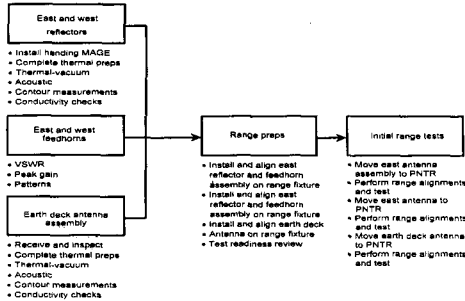 East and west
reflectors
• Install handing MAGE
• Complete thermal preps
• Thermal-vacuum
• Acoustic
• Contour measurements
• Conductivity checks
East and west
feedhorns
• VSWR
• Peak gain
• Patterns
Earth deck antenna
assembly
• Receive and inspect
• Complete thermal preps
• Thermal-vacuum
• Acoustic
• Contour measurements
• Conductivity checks
Range preps
• Install and align east
reflector and feedhorn
assembly on range fixture
• Install and align east
reflector and feedhorn
assembly on range fixture
• Install and align earth deck
• Antenna on range fixture
• Test readiness review
Initial range tests
• Move east antenna
assembly to PNTR
• Perform range alignments
and test
• Move east antenna to
PNTR
• Perform range alignments
and test
• Move earth deck antenna
to PNTR
• Perform range alignments
and test